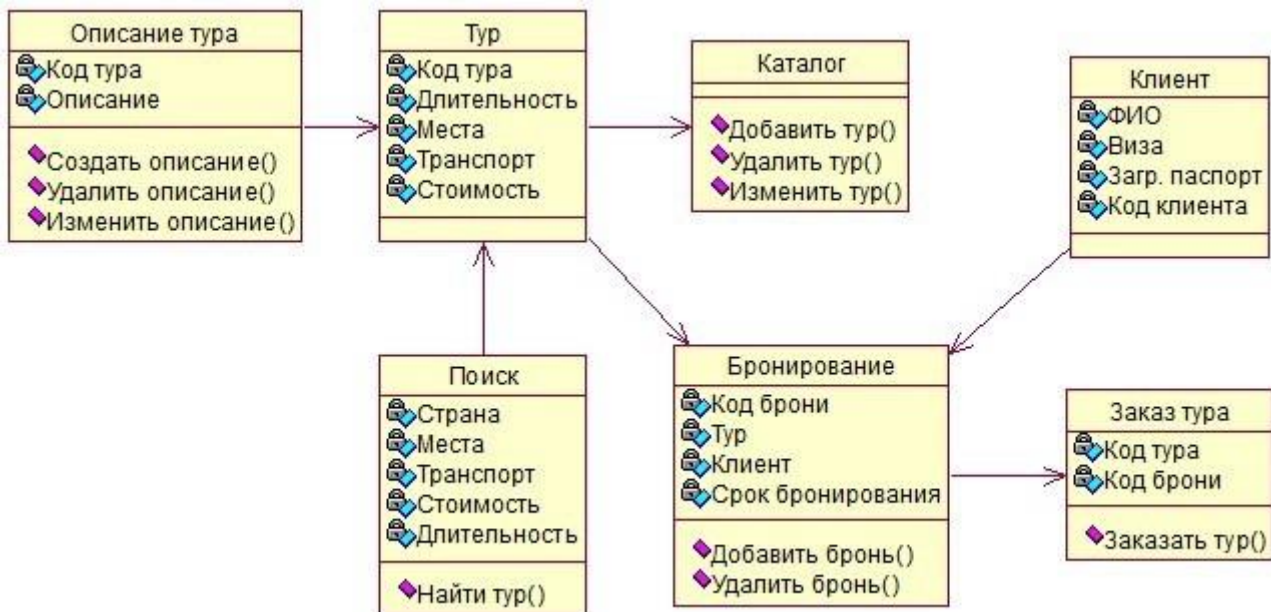 Описание тура
Код тура
Описание
Создать описание()
Удалить описание()
Изменить описание()
Тур
Код тура
Длительность
Места
Транспорт
Стоимость
Каталог
Добавить тур()
Удалить тур()
Изменить тур()
Клиент
ФИО
Виза
Загр. паспорт
Код клиента
Поиск
Страна
Места
Транспорт
Стоимость
Длительность
Найти тур()
Бронирование
Код брони
Тур
Клиент
Срок бронирования
Добавить бронь()
Удалить бронь()
Заказ тура
Код тура
Код брони
Заказать тур()